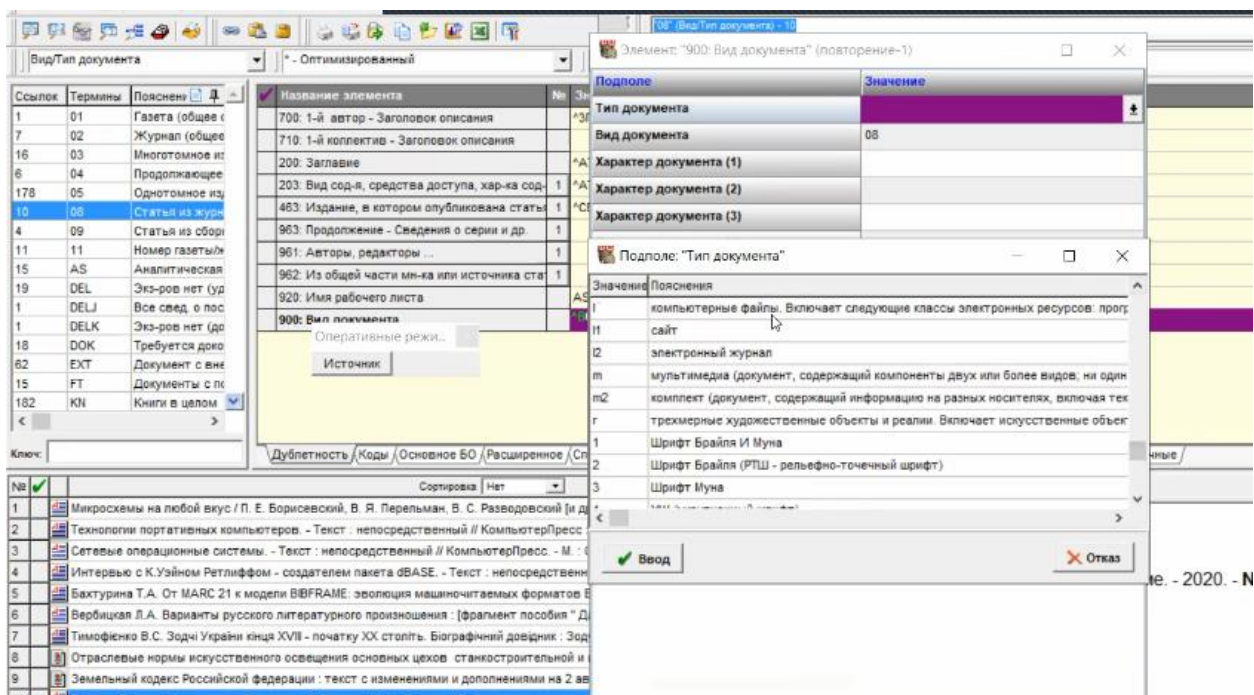 "08" (Вид/Тип документа) - 10
Вид/Тип документа
* - Оптимизированный
Ссылок Термины Пояснени
1 01 Газета (общее о
7 02 Журнал (общее
16 03 Многотомное из
6 04 Продолжающее
178 05 Однотомное изд
10 08 Статья из журн
4 09 Статья из сбор
11 11 Номер газеты/ж
15 AS Аналитическая
19 DEL Экз-ров нет (уд
1 DELJ Все свед. о пос
1 DELK Экз-ров нет (до
18 DOK Требуется доко
62 EXT Документ с вне
15 FT Документы с по
182 KN Книги в целом
Ключ:
Название элемента № Зн
700: 1-й автор - Заголовок описания
710: 1-й коллектив - Заголовок описания
200: Заглавие
203: Вид сод-я, средства доступа, хар-ка сод- 1
463: Издание, в котором опубликована статья 1
963: Продолжение - Сведения о серии и др. 1
961: Авторы, редакторы ... 1
962: Из общей части мн-ка или источника ста 1
920: Имя рабочего листа AS
900: Вид документа
Оперативные режи..
Источник
Дублетность Коды Основное БО Расширенное Сп
чные
Элемент: "900: Вид документа" (повторение-1)
Подполе Значение
Тип документа
Вид документа 08
Характер документа (1)
Характер документа (2)
Характер документа (3)
Подполе: "Тип документа"
Значение Пояснения
l компьютерные файлы. Включает следующие классы электронных ресурсов: прогр
l1 сайт
l2 электронный журнал
m мультимедиа (документ, содержащий компоненты двух или более видов; ни один
m2 комплект (документ, содержащий информацию на разных носителях, включая тек
r трехмерные художественные объекты и реалии. Включает искусственные объек
1 Шрифт Брайля И Муна
2 Шрифт Брайля (РТШ - рельефно-точечный шрифт)
3 Шрифт Муна
Ввод Отказ
№ Сортировка Нет
1 Микросхемы на любой вкус / П. Е. Борисевский, В. Я. Перельман, В. С. Разводовский [и др
2 Технологии портативных компьютеров. - Текст : непосредственный // КомпьютерПресс
3 Сетевые операционные системы. - Текст : непосредственный // КомпьютерПресс. - М. :
4 Интервью с К.Уэйном Ретлиффом - создателем пакета dBASE. - Текст : непосредственн
5 Бахтурина Т.А. От MARC 21 к модели BIBFRAME: эволюция машиночитаемых форматов
6 Вербицкая Л.А. Варианты русского литературного произношения : [фрагмент пособия "
7 Тимофієнко В.С. Зодчі України кінця XVIII - початку XX століть. Біографічний довідник : Зод
8 Отраслевые нормы искусственного освещения основных цехов станкостроительной и
9 Земельный кодекс Российской федерации : текст с изменениями и дополнениями на 2 ав
ие. - 2020. - N